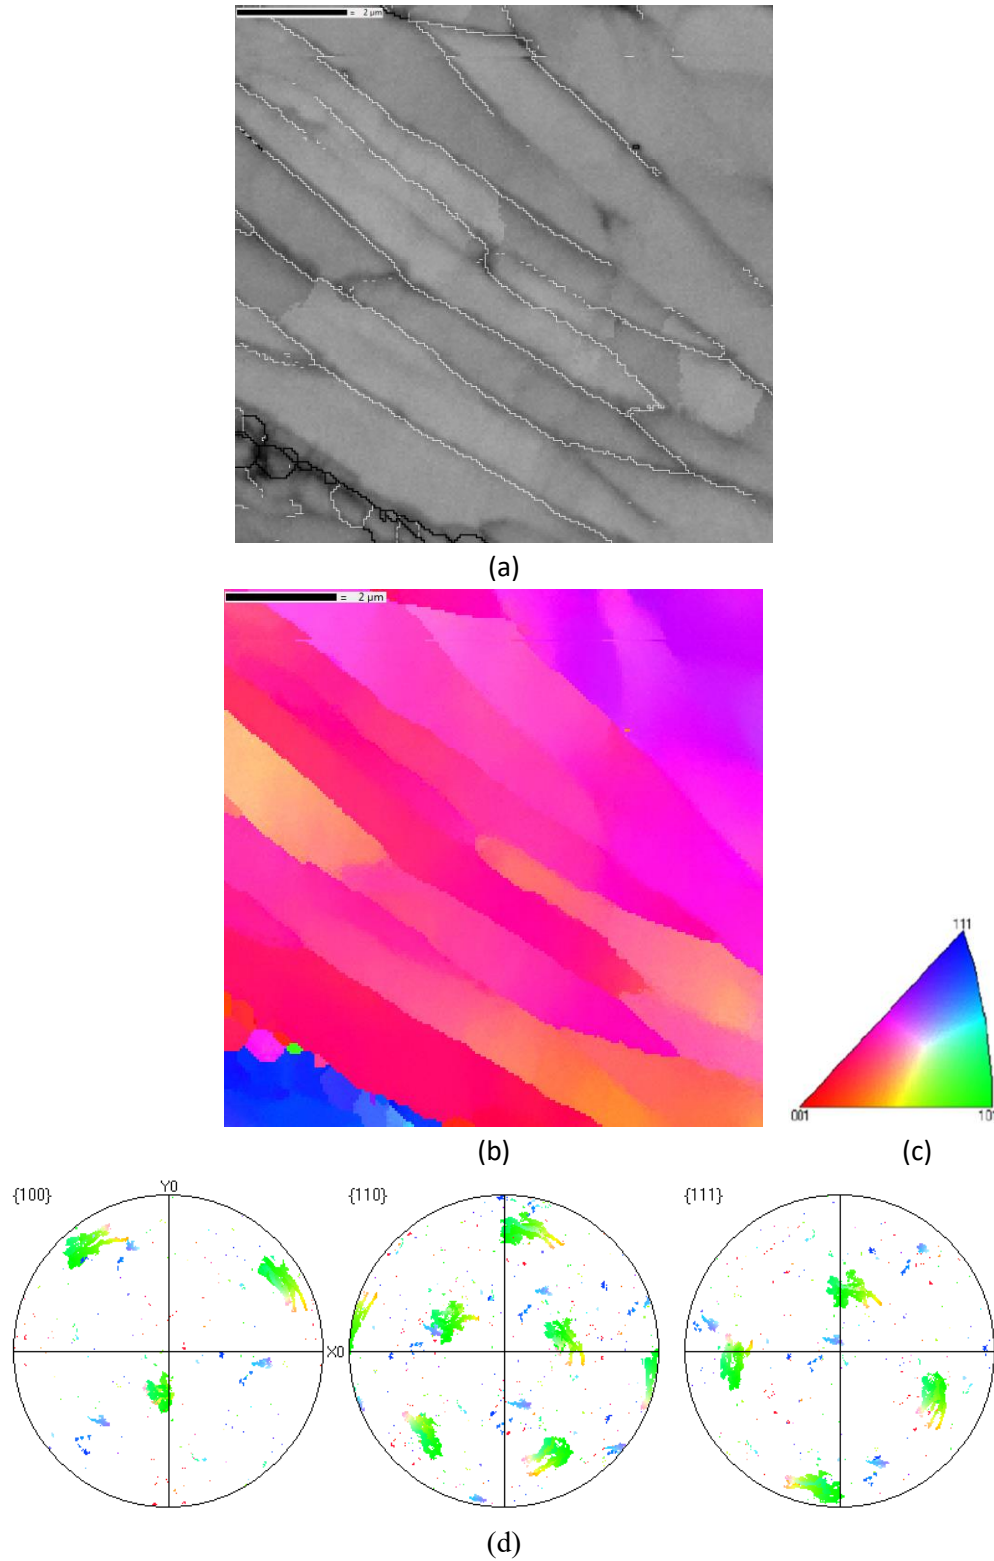 = 2 µm
(a)
= 2 µm
111
001
10
(b)
(c)
{100}
Y0
{110}
{111}
X0
(d)